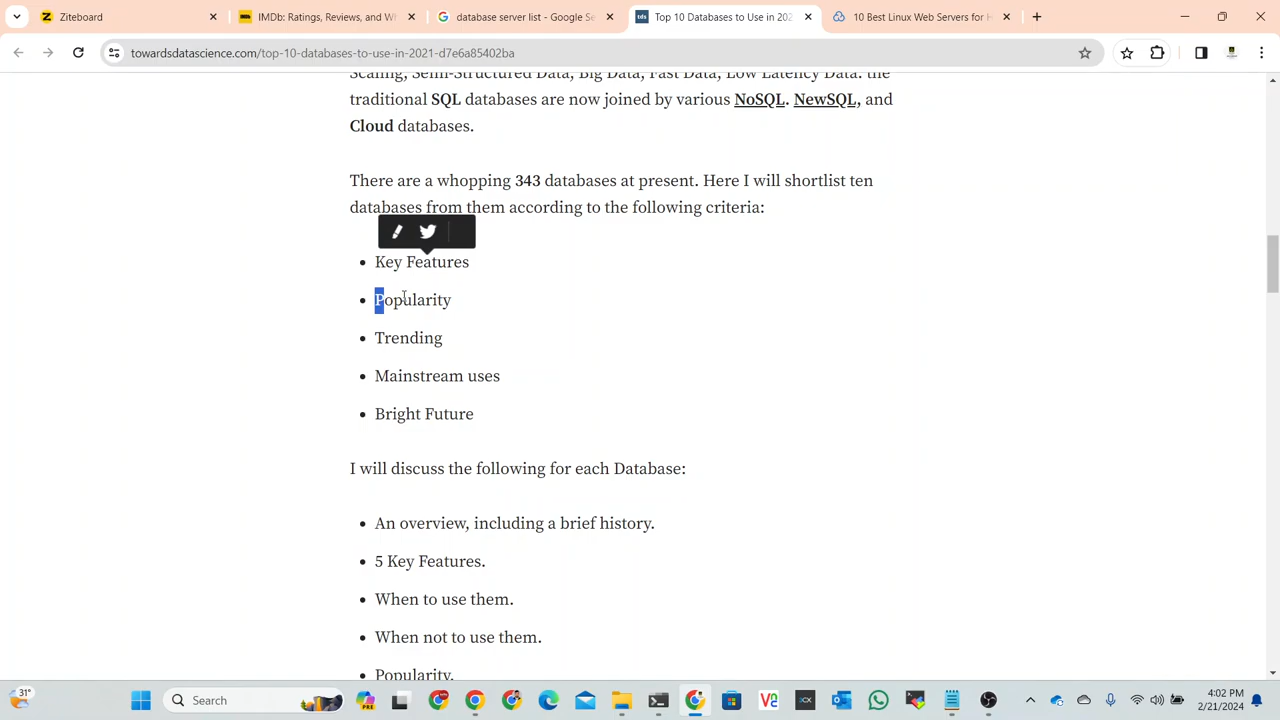 Ziteboard
IMDb: Ratings, Reviews, and Wh
database server list - Google Se
tds
Top 10 Databases to Use in 202
10 Best Linux Web Servers for H
towardsdatascience.com/top-10-databases-to-use-in-2021-d7e6a85402ba
Scaling, Semi-Structured Data, Big Data, Fast Data, Low Latency Data. the
traditional SQL databases are now joined by various NoSQL. NewSQL, and
Cloud databases.
There are a whopping 343 databases at present. Here I will shortlist ten
databases from them according to the following criteria:
• Key Features
• Popularity
• Trending
• Mainstream uses
• Bright Future
I will discuss the following for each Database:
• An overview, including a brief history.
• 5 Key Features.
• When to use them.
• When not to use them.
• Popularity.
31°
Search
4:02 PM
2/21/2024